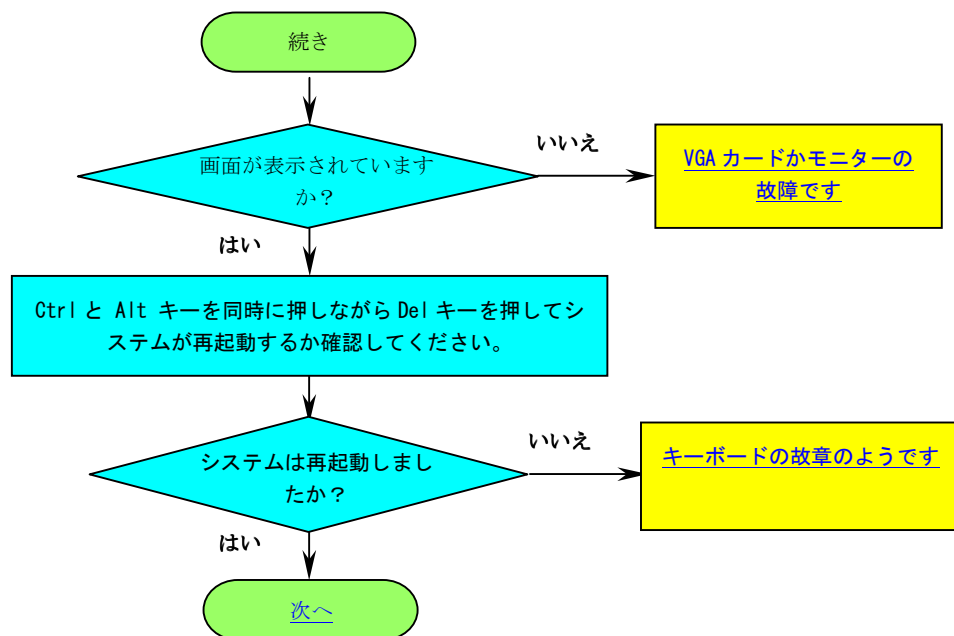 続き
画面が表示されています
か？
いいえ
VGA カードかモニターの
故障です
はい
Ctrl と Alt キーを同時に押しながら Del キーを押してシ
ステムが再起動するか確認してください。
システムは再起動しまし
たか？
いいえ
キーボードの故章のようです
はい
次へ